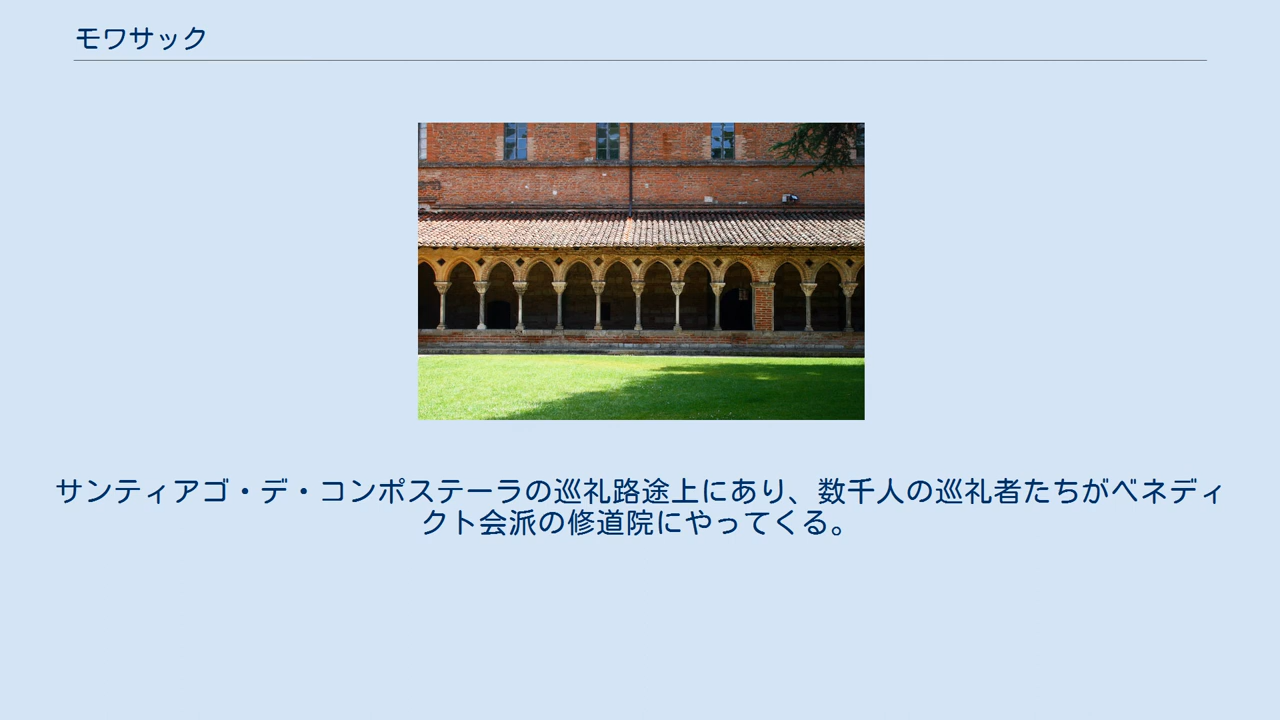 モワサック
サンティアゴ・デ・コンポステーラの巡礼路途上にあり、数千人の巡礼者たちがベネディ
クト会派の修道院にやってくる。